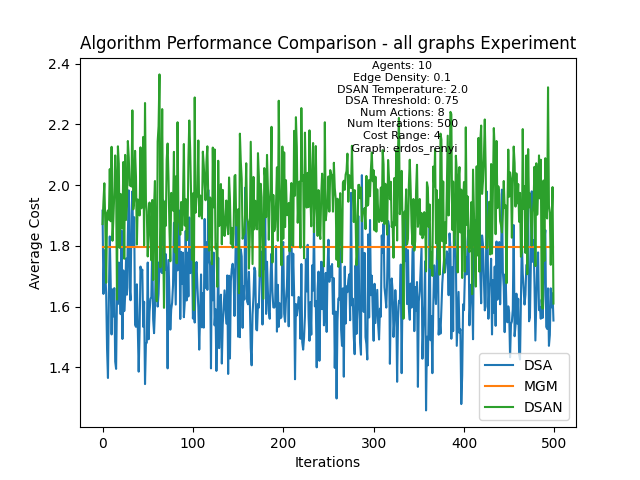 Algorithm Performance Comparison - all graphs Experiment
Agents: 10
Edge Density: 0.1
DSAN Temperature: 2.0
DSA Threshold: 0.75
Num Actions: 8
Num Iterations: 500
Cost Range: 4
Graph: erdos_renyi
Average Cost
2.4
2.2
2.0
1.8
1.6
1.4
DSA
MGM
DSAN
0 100 200 300 400 500
Iterations